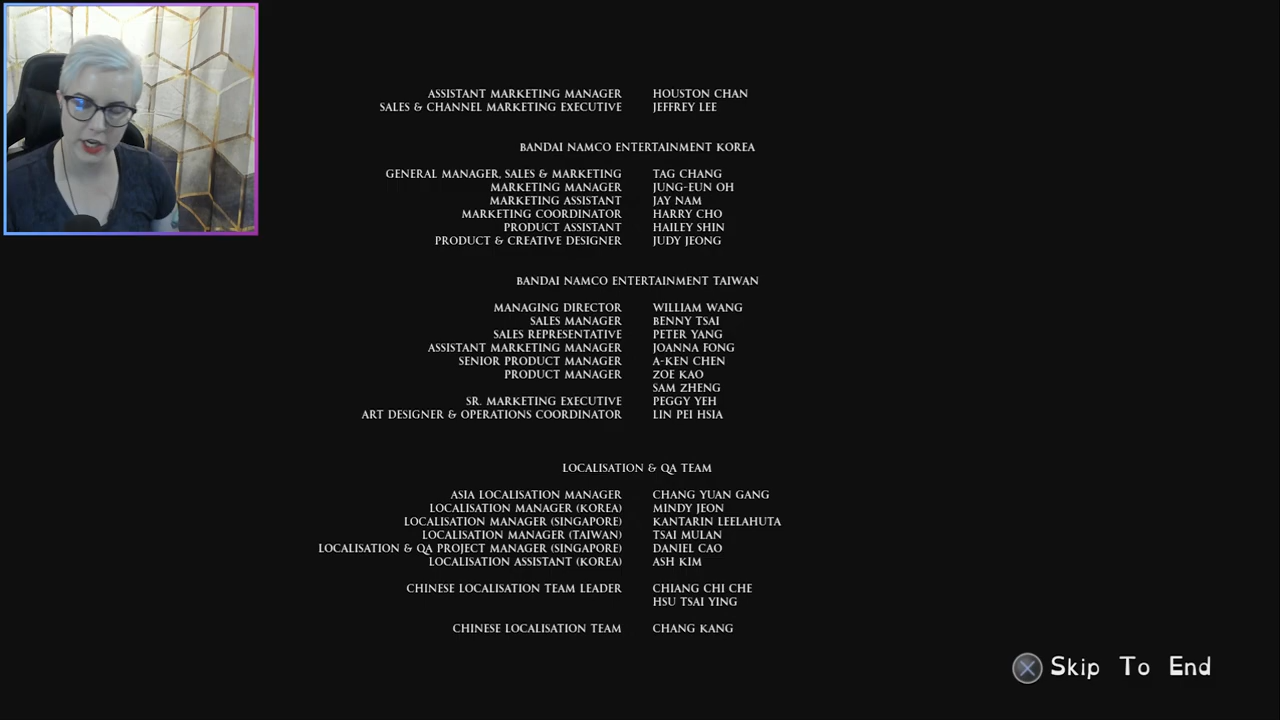 ASSISTANT MARKETING MANAGER HOUSTON CHAN
SALES & CHANNEL MARKETING EXECUTIVE JEFFREY LEE
BANDAI NAMCO ENTERTAINMENT KOREA
GENERAL MANAGER, SALES & MARKETING TAG CHANG
MARKETING MANAGER JUNG-EUN OH
MARKETING ASSISTANT JAY NAM
MARKETING COORDINATOR HARRY CHO
PRODUCT ASSISTANT HAILEY SHIN
PRODUCT & CREATIVE DESIGNER JUDY JEONG
BANDAI NAMCO ENTERTAINMENT TAIWAN
MANAGING DIRECTOR WILLIAM WANG
SALES MANAGER BENNY TSAI
SALES REPRESENTATIVE PETER YANG
ASSISTANT MARKETING MANAGER JOANNA FONG
SENIOR PRODUCT MANAGER A-KEN CHEN
PRODUCT MANAGER ZOE KAO
SAM ZHENG
SR. MARKETING EXECUTIVE PEGGY YEH
ART DESIGNER & OPERATIONS COORDINATOR LIN PEI HSIA
LOCALISATION & QA TEAM
ASIA LOCALISATION MANAGER CHANG YUAN GANG
LOCALISATION MANAGER (KOREA) MINDY JEON
LOCALISATION MANAGER (SINGAPORE) KANTARIN LEELAHUTA
LOCALISATION MANAGER (TAIWAN) TSAI MULAN
LOCALISATION & QA PROJECT MANAGER (SINGAPORE) DANIEL CAO
LOCALISATION ASSISTANT (KOREA) ASH KIM
CHINESE LOCALISATION TEAM LEADER CHIANG CHI CHE
HSU TSAI YING
CHINESE LOCALISATION TEAM CHANG KANG
Skip To End